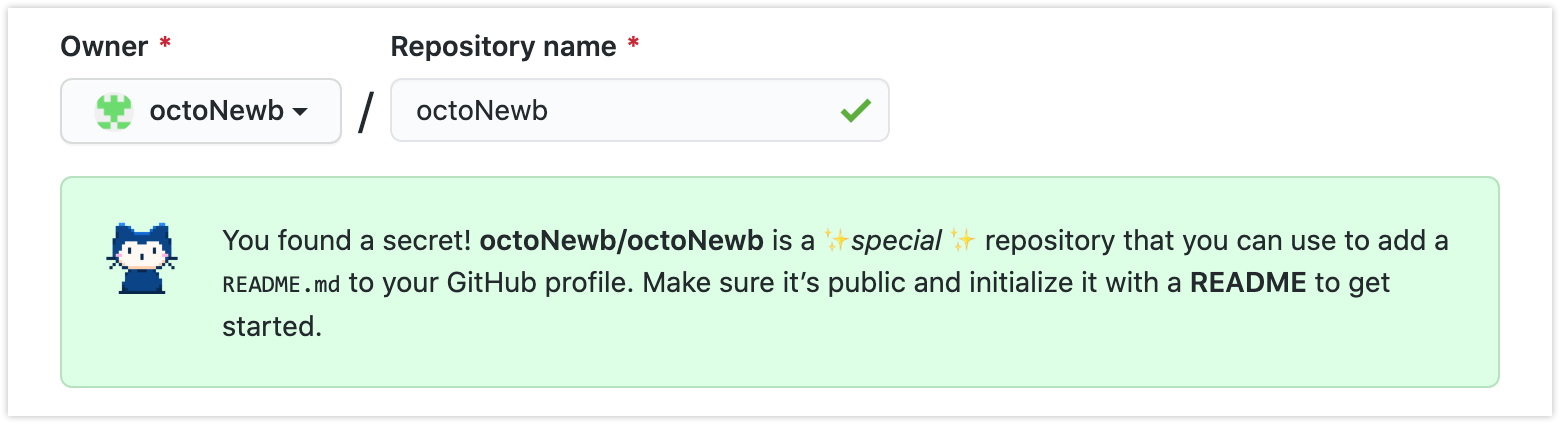 Owner * Repository name *
octoNewb / octoNewb
You found a secret! octoNewb/octoNewb is a ✨special ✨ repository that you can use to add a
README.md to your GitHub profile. Make sure it’s public and initialize it with a README to get
started.